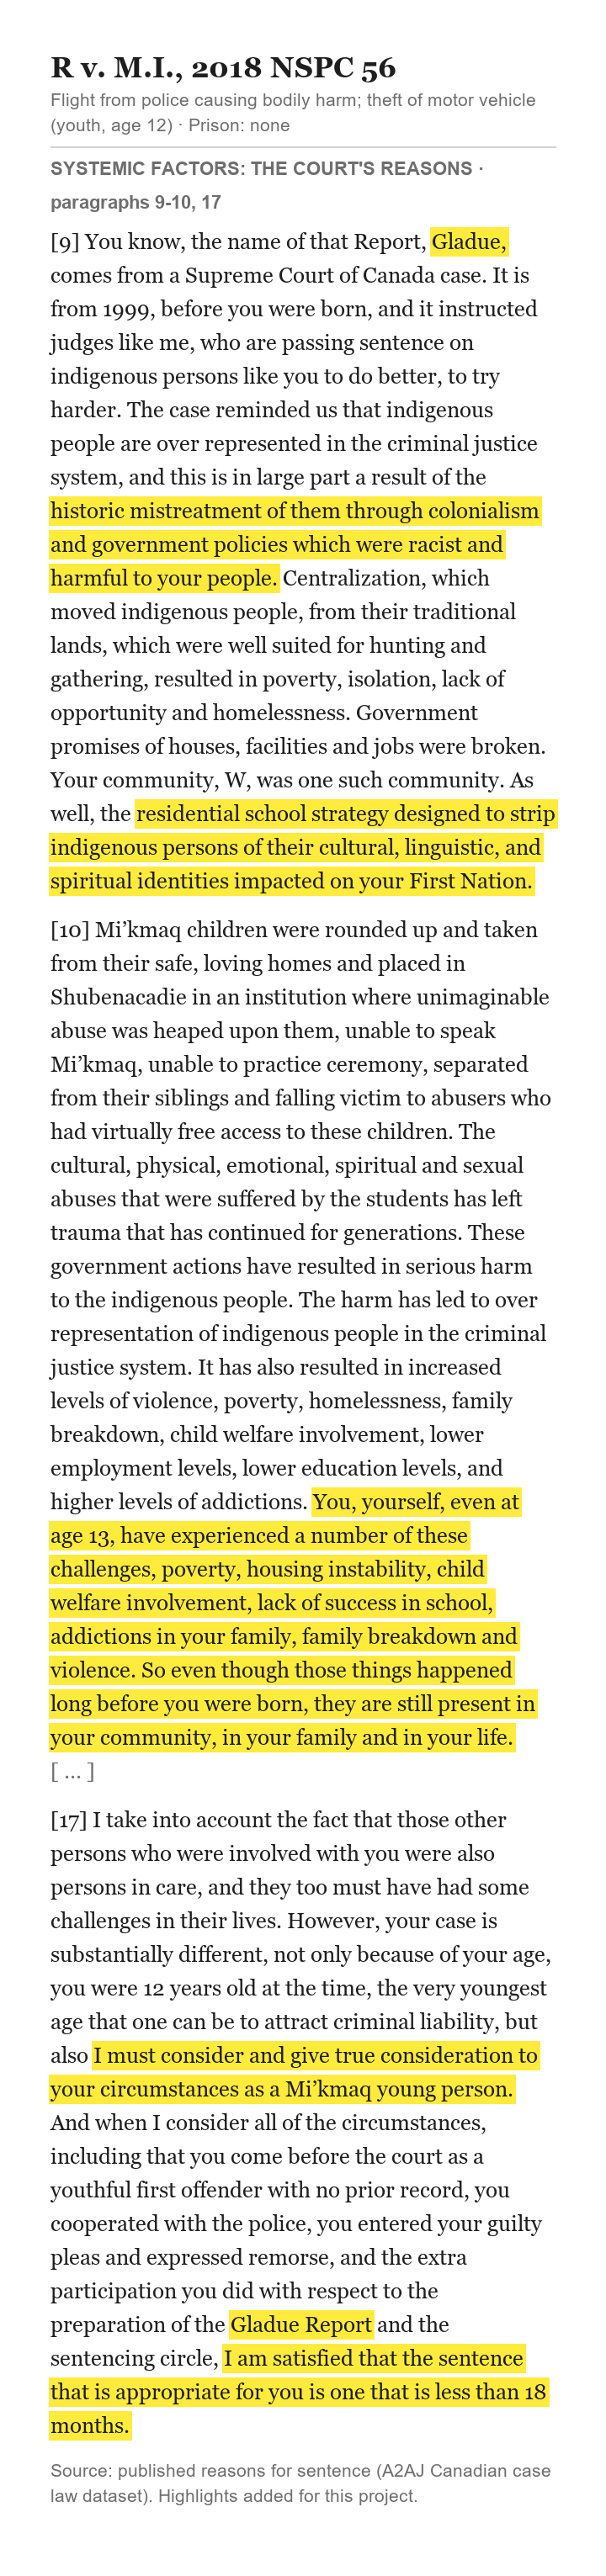 R v. M.I., 2018 NSPC 56
Flight from police causing bodily harm; theft of motor vehicle
(youth, age 12) · Prison: none
SYSTEMIC FACTORS: THE COURT'S REASONS ·
paragraphs 9-10, 17
[9] You know, the name of that Report, Gladue,
comes from a Supreme Court of Canada case. It is
from 1999, before you were born, and it instructed
judges like me, who are passing sentence on
indigenous persons like you to do better, to try
harder. The case reminded us that indigenous
people are over represented in the criminal justice
system, and this is in large part a result of the
historic mistreatment of them through colonialism
and government policies which were racist and
harmful to your people. Centralization, which
moved indigenous people, from their traditional
lands, which were well suited for hunting and
gathering, resulted in poverty, isolation, lack of
opportunity and homelessness. Government
promises of houses, facilities and jobs were broken.
Your community, W, was one such community. As
well, the residential school strategy designed to strip
indigenous persons of their cultural, linguistic, and
spiritual identities impacted on your First Nation.
[10] Mi’kmaq children were rounded up and taken
from their safe, loving homes and placed in
Shubenacadie in an institution where unimaginable
abuse was heaped upon them, unable to speak
Mi’kmaq, unable to practice ceremony, separated
from their siblings and falling victim to abusers who
had virtually free access to these children. The
cultural, physical, emotional, spiritual and sexual
abuses that were suffered by the students has left
trauma that has continued for generations. These
government actions have resulted in serious harm
to the indigenous people. The harm has led to over
representation of indigenous people in the criminal
justice system. It has also resulted in increased
levels of violence, poverty, homelessness, family
breakdown, child welfare involvement, lower
employment levels, lower education levels, and
higher levels of addictions. You, yourself, even at
age 13, have experienced a number of these
challenges, poverty, housing instability, child
welfare involvement, lack of success in school,
addictions in your family, family breakdown and
violence. So even though those things happened
long before you were born, they are still present in
your community, in your family and in your life.
[ ... ]
[17] I take into account the fact that those other
persons who were involved with you were also
persons in care, and they too must have had some
challenges in their lives. However, your case is
substantially different, not only because of your age,
you were 12 years old at the time, the very youngest
age that one can be to attract criminal liability, but
also I must consider and give true consideration to
your circumstances as a Mi’kmaq young person.
And when I consider all of the circumstances,
including that you come before the court as a
youthful first offender with no prior record, you
cooperated with the police, you entered your guilty
pleas and expressed remorse, and the extra
participation you did with respect to the
preparation of the Gladue Report and the
sentencing circle, I am satisfied that the sentence
that is appropriate for you is one that is less than 18
months.
Source: published reasons for sentence (A2AJ Canadian case
law dataset). Highlights added for this project.